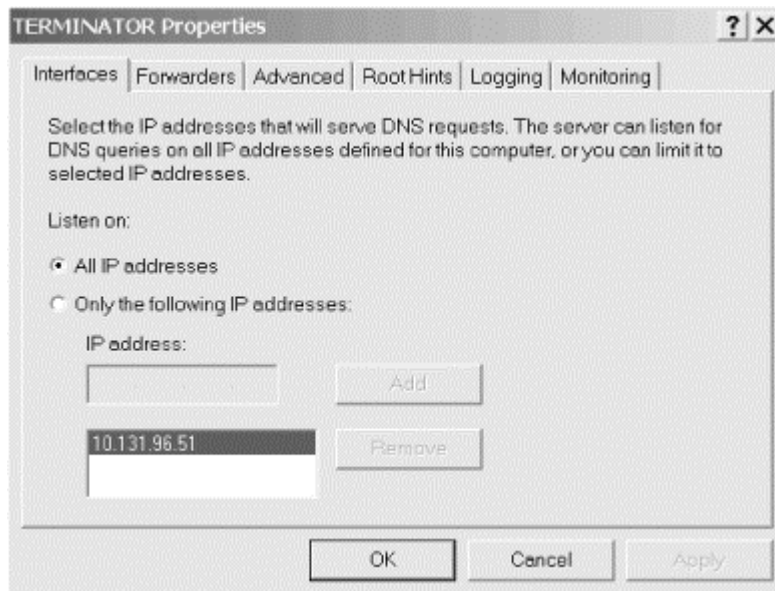 TERMINATOR Properties
Interfaces Forwarders Advanced Root Hints Logging Monitoring
Select the IP addresses that will serve DNS requests. The server can listen for
DNS queries on all IP addresses defined for this computer, or you can limit it to
selected IP addresses.
Listen on:
All IP addresses
Only the following IP addresses:
IP address:
Add
10.131.96.51
Remove
OK Cancel Apply